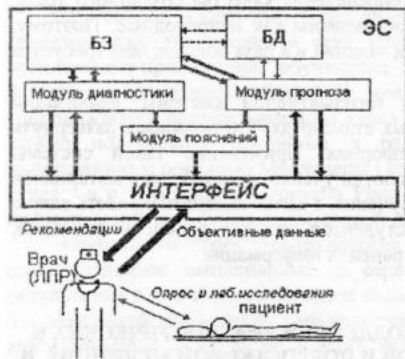 ЭС
БЗ
БД
Модуль диагностики
Модуль прогноза
Модуль пояснений
ИНТЕРФЕЙС
Рекомендации
Объективные данные
Врач
(ЛПР)
Опрос и лаб.исследования
пациент